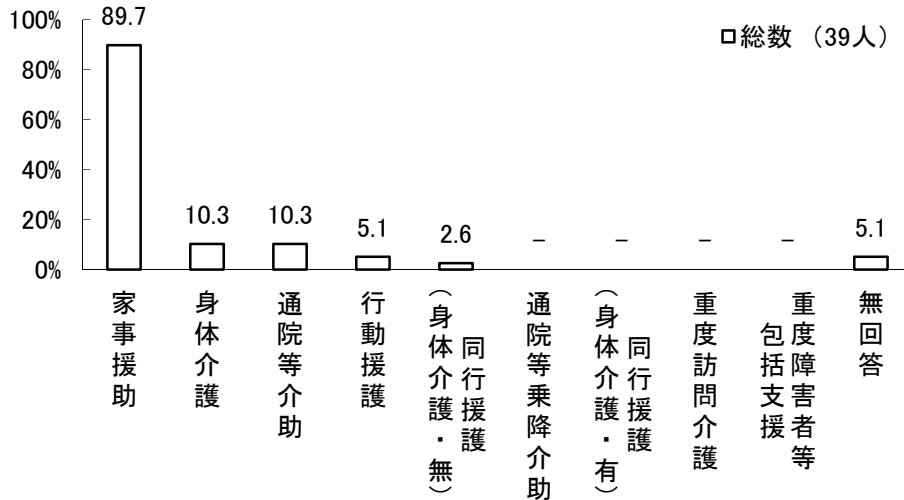 100%
80%
60%
40%
20%
0%
89.7
10.3
10.3
5.1
2.6
–
–
–
–
5.1
総数 (39人)
家事援助
身体介護
通院等介助
行動援護
同行援護
(身体介護・無)
通院等乗降介助
同行援護
(身体介護・有)
重度訪問介護
重度障害者等
包括支援
無回答